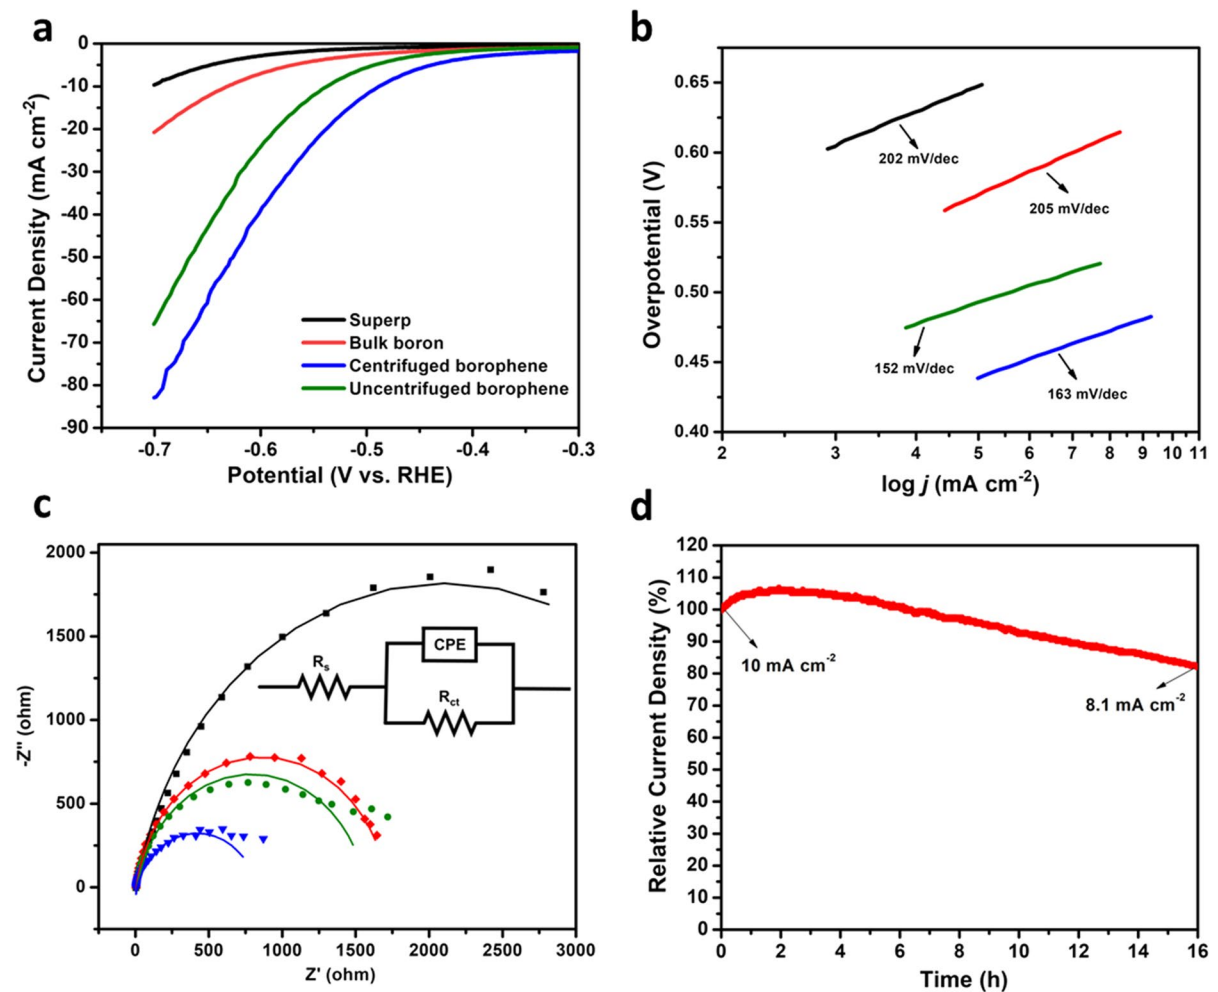 a
0
-10
-20
-30
-40
-50
-60
-70
-80
-90
Current Density (mA cm-2)
Superp
Bulk boron
Centrifuged borophene
Uncentrifuged borophene
-0.7 -0.6 -0.5 -0.4 -0.3
Potential (V vs. RHE)
b
0.65
0.60
0.55
0.50
0.45
0.40
Overpotential (V)
202 mV/dec
205 mV/dec
152 mV/dec
163 mV/dec
2 3 4 5 6 7 8 9 10 11
log j (mA cm-2)
c
2000
1500
1000
500
0
-Z'' (ohm)
Rs
CPE
Rct
0 500 1000 1500 2000 2500 3000
Z' (ohm)
d
120
110
100
90
80
70
60
50
40
30
20
10
0
Relative Current Density (%)
10 mA cm-2
8.1 mA cm-2
0 2 4 6 8 10 12 14 16
Time (h)